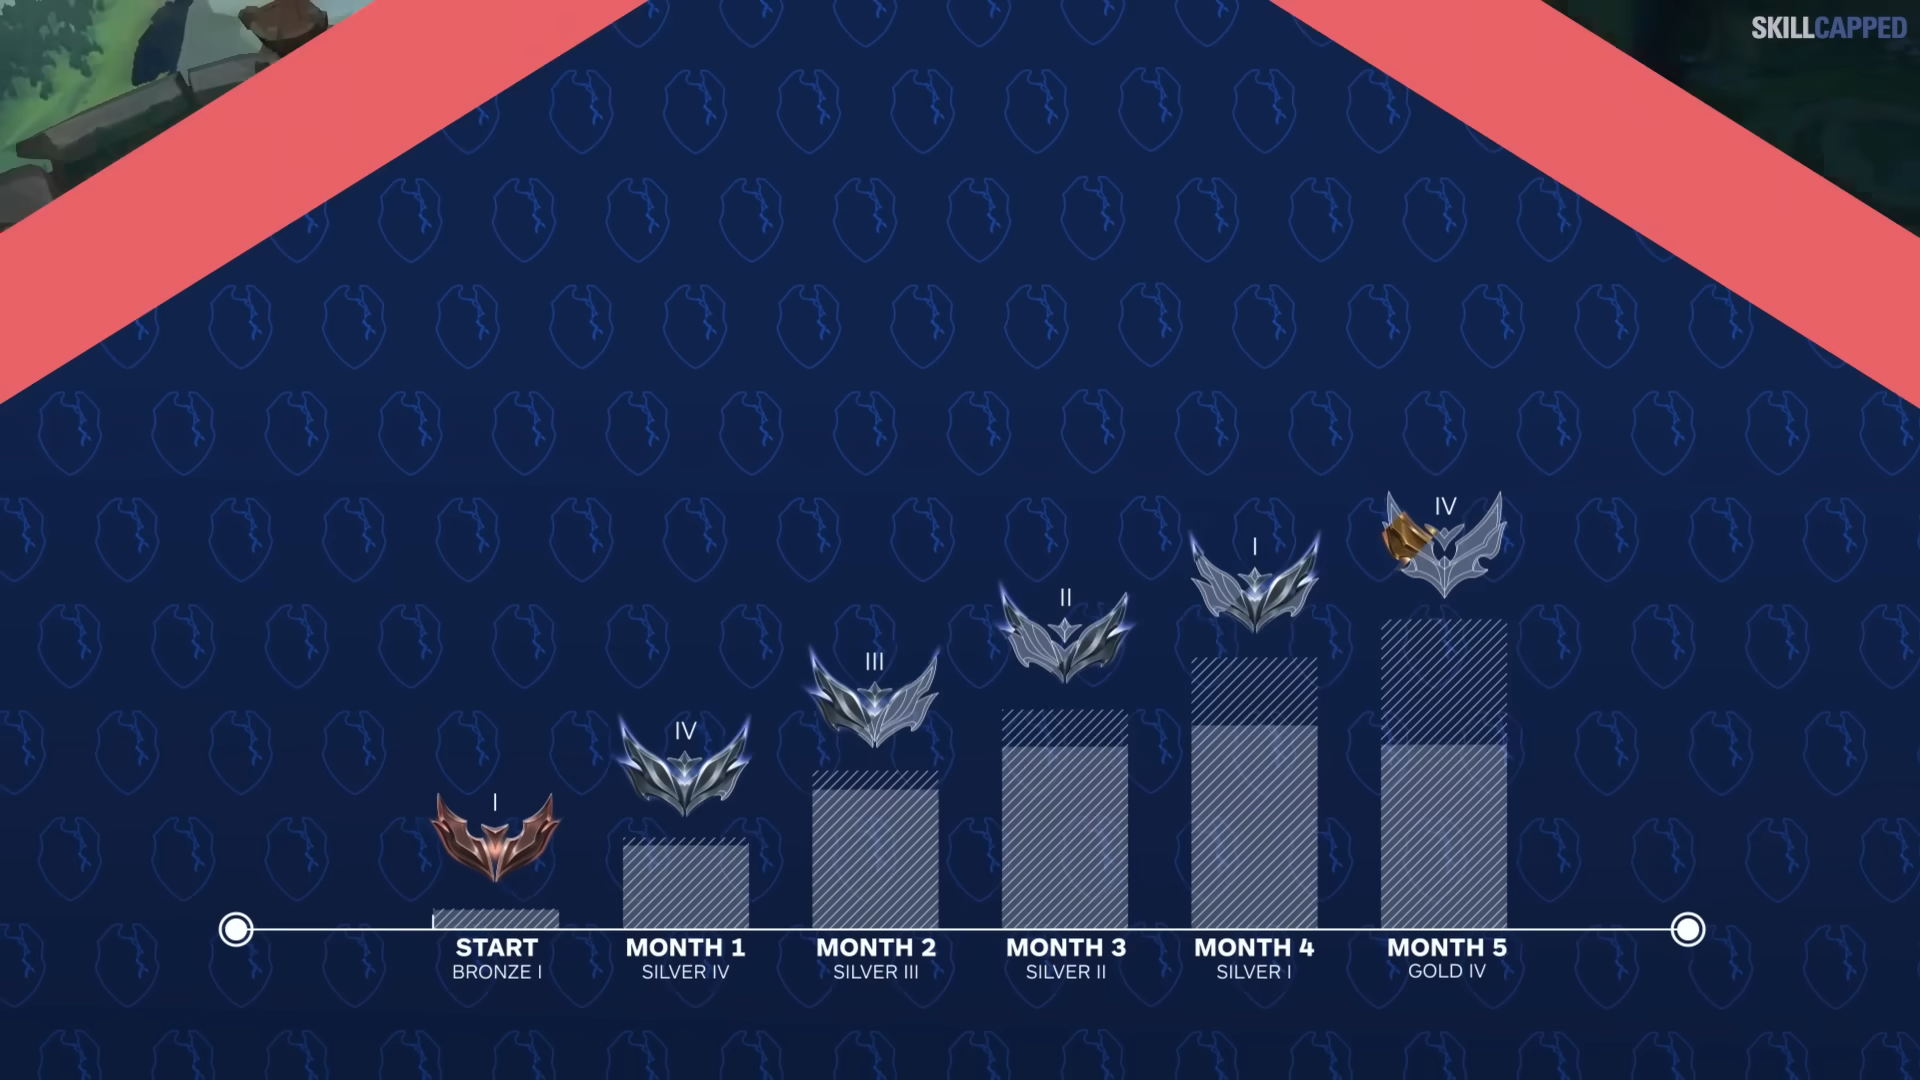 SKILLCAPPED
IV
I
II
III
IV
I
START
BRONZE I
MONTH 1
SILVER IV
MONTH 2
SILVER III
MONTH 3
SILVER II
MONTH 4
SILVER I
MONTH 5
GOLD IV